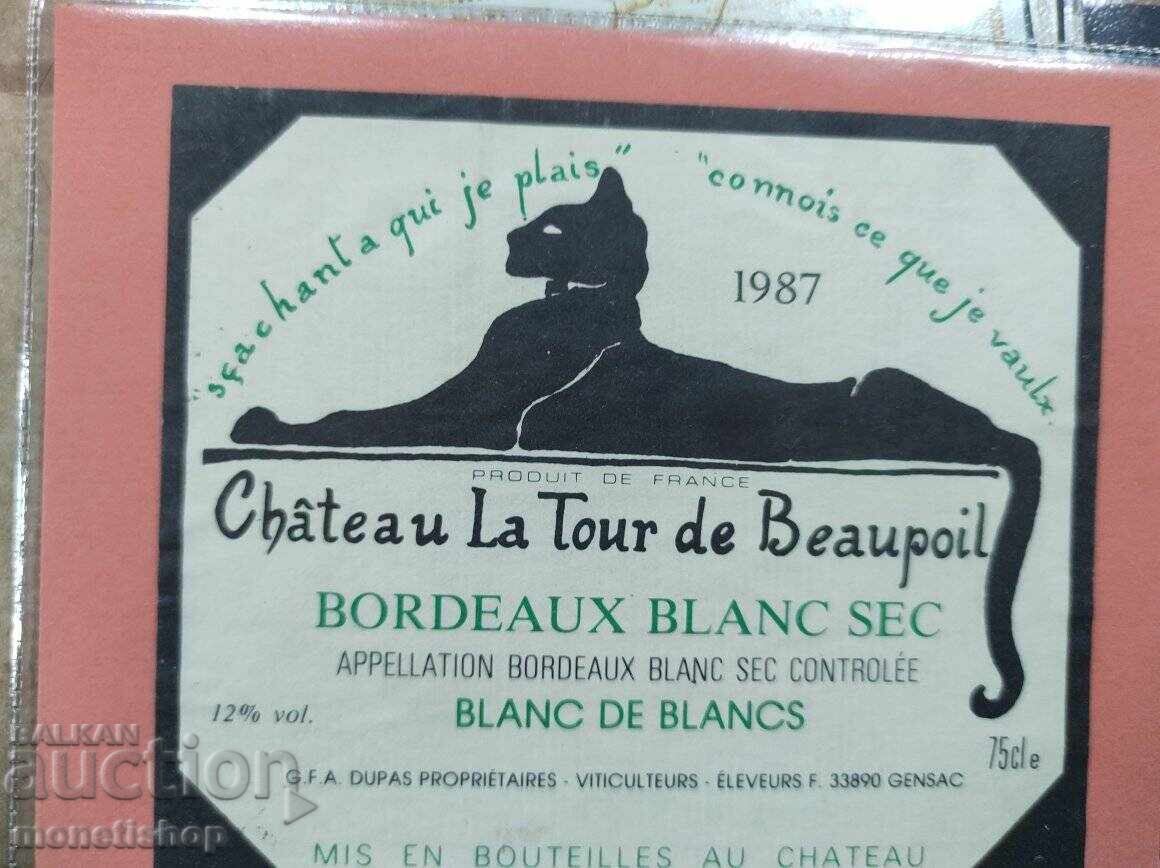 "sçachant a qui je plais"
"connois ce que je vaulx
1987
PRODUIT DE FRANCE
Château La Tour de Beaupoil
BORDEAUX BLANC SEC
APPELLATION BORDEAUX BLANC SEC CONTROLÉE
12% vol.
BLANC DE BLANCS
75cl e
G.F.A. DUPAS PROPRIÉTAIRES - VITICULTEURS - ÉLEVEURS F. 33890 GENSAC
MIS EN BOUTEILLES AU CHATEAU
BALKAN
auction
monetishop